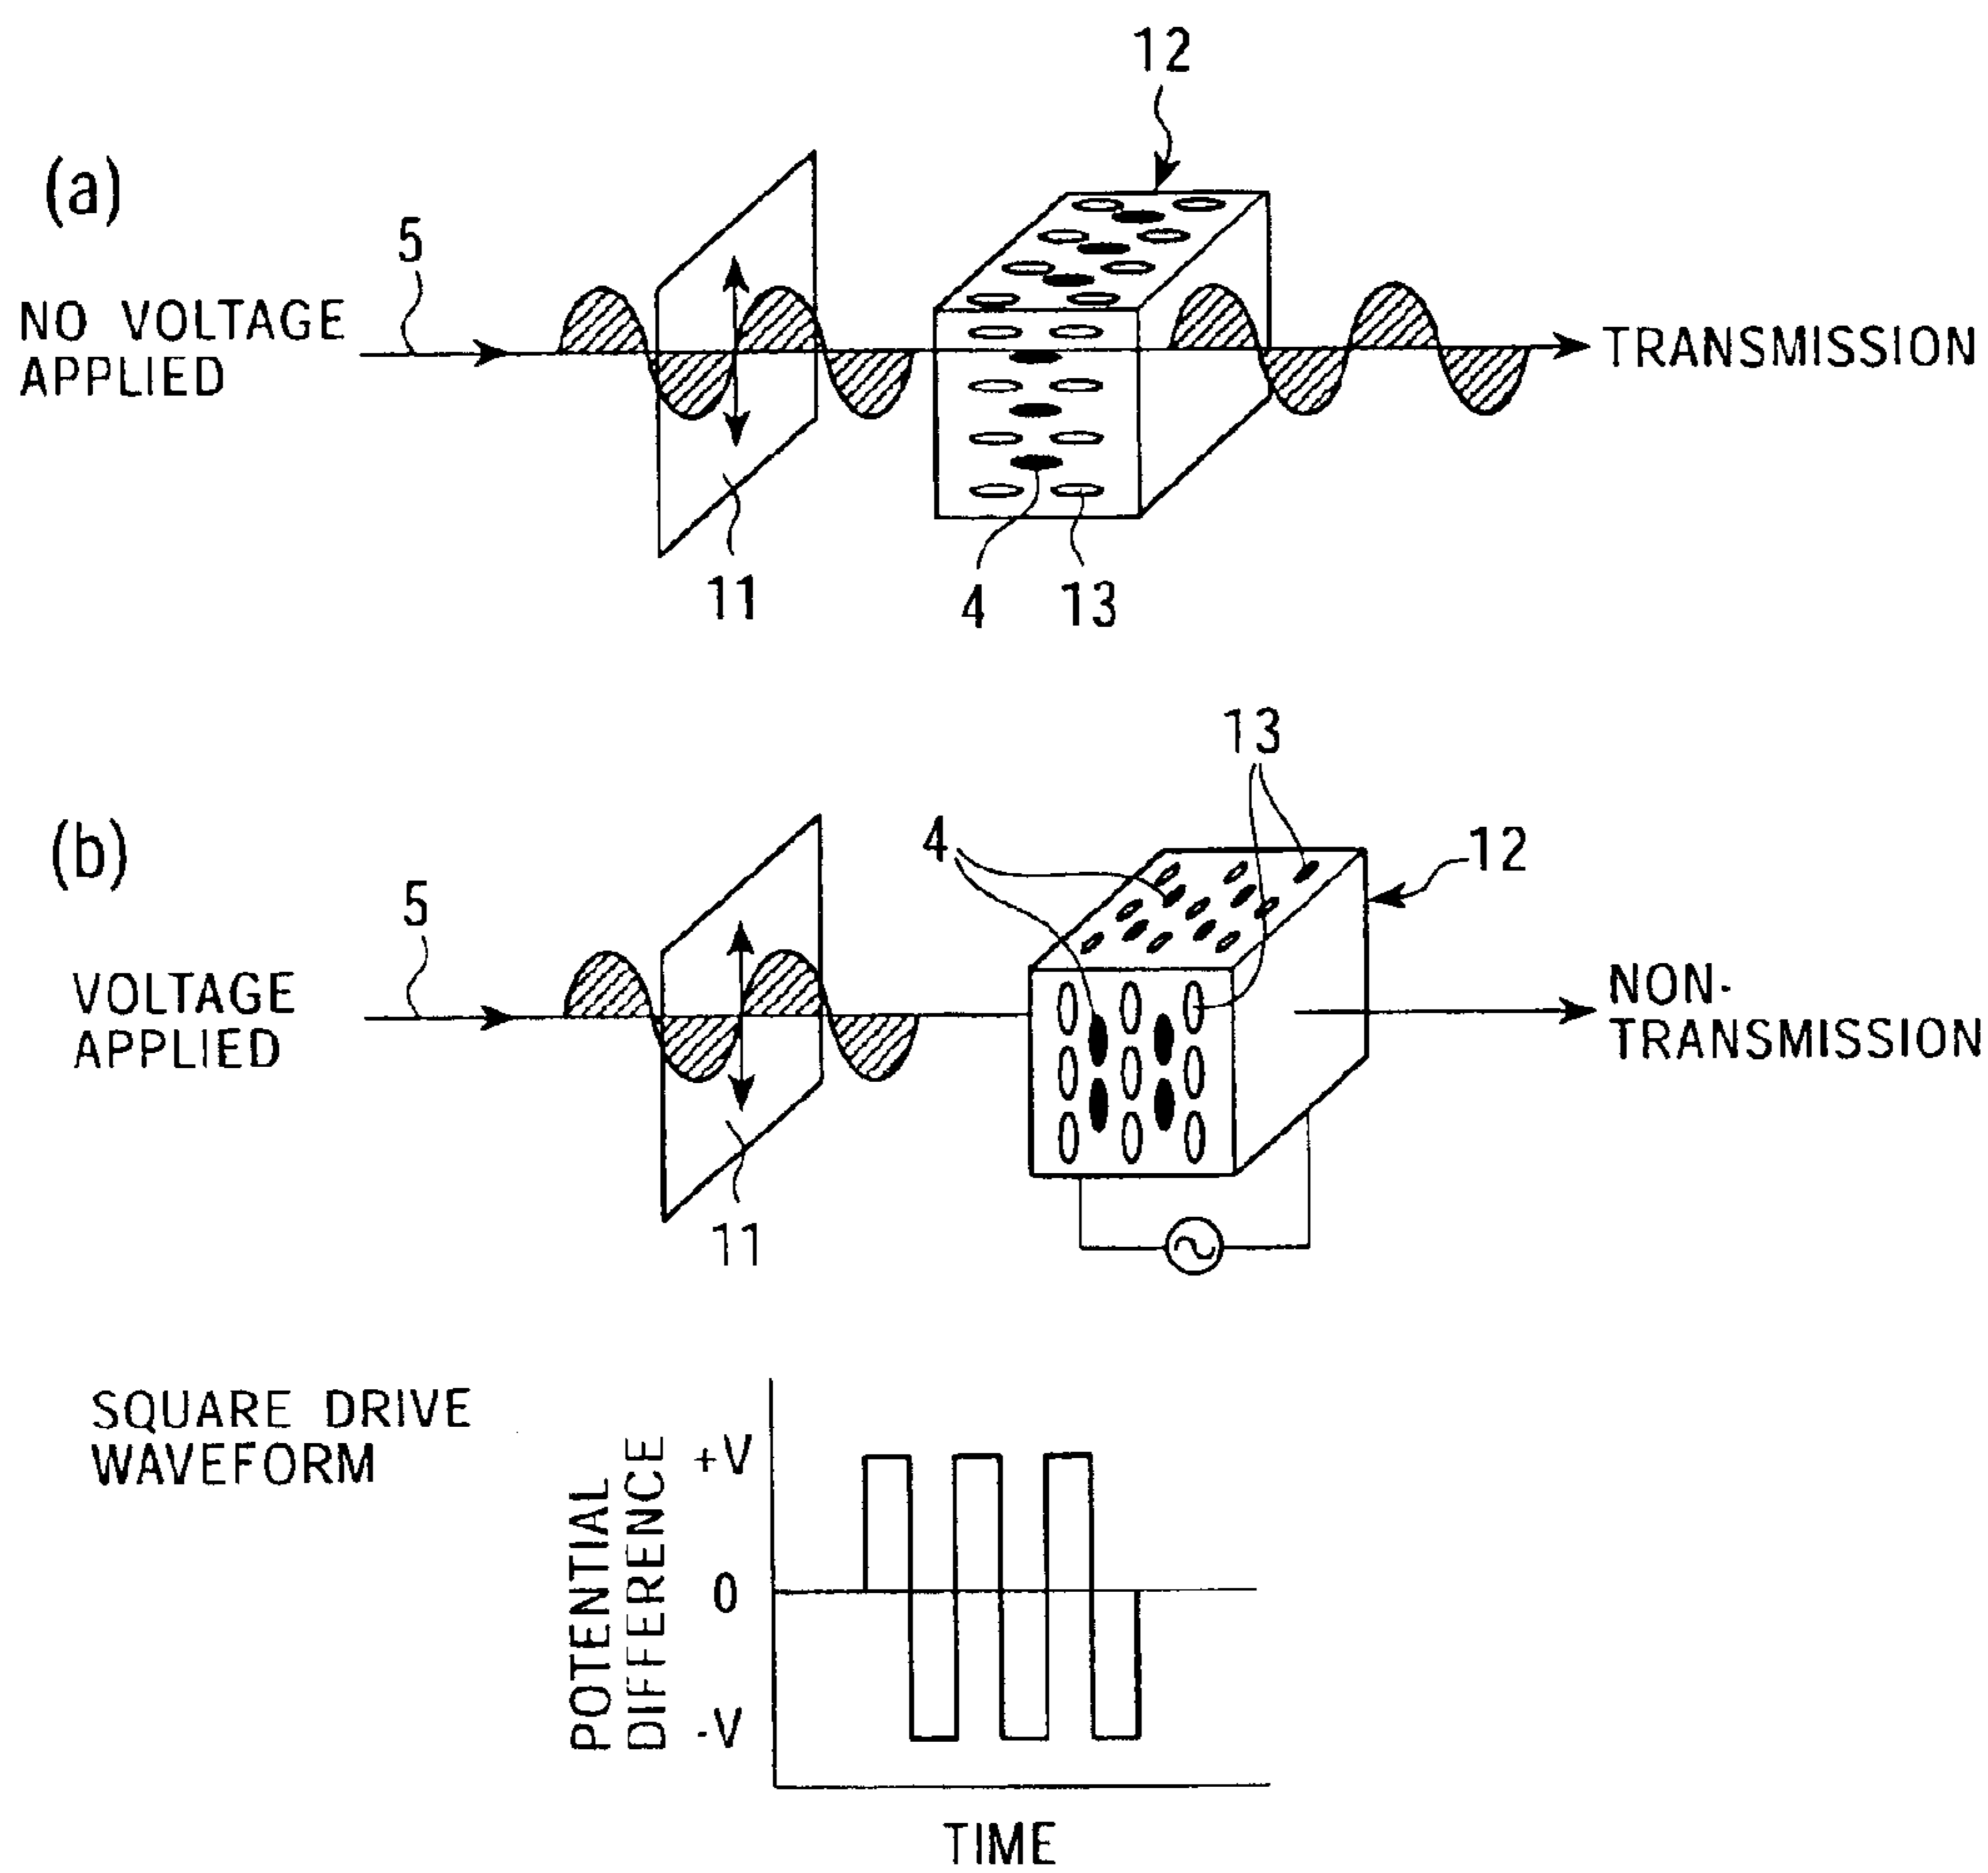 12
(a)
5
NO VOLTAGE
APPLIED
TRANSMISSION
11
4
13
13
(b)
4
12
5
VOLTAGE
APPLIED
NON-
TRANSMISSION
11
SQUARE DRIVE
WAVEFORM
POTENTIAL
DIFFERENCE
+V
0
-V
TIME